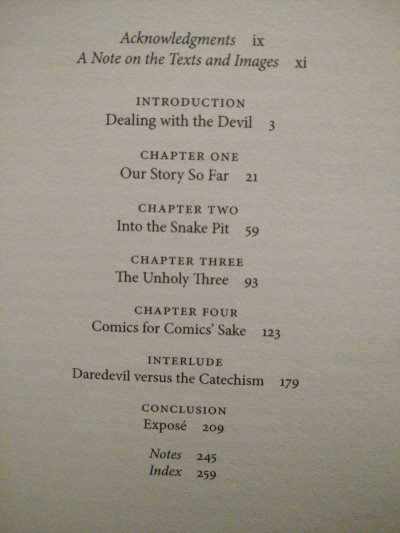 Acknowledgments ix
A Note on the Texts and Images xi
INTRODUCTION
Dealing with the Devil 3
CHAPTER ONE
Our Story So Far 21
CHAPTER TWO
Into the Snake Pit 59
CHAPTER THREE
The Unholy Three 93
CHAPTER FOUR
Comics for Comics’ Sake 123
INTERLUDE
Daredevil versus the Catechism 179
CONCLUSION
Exposé 209
Notes 245
Index 259